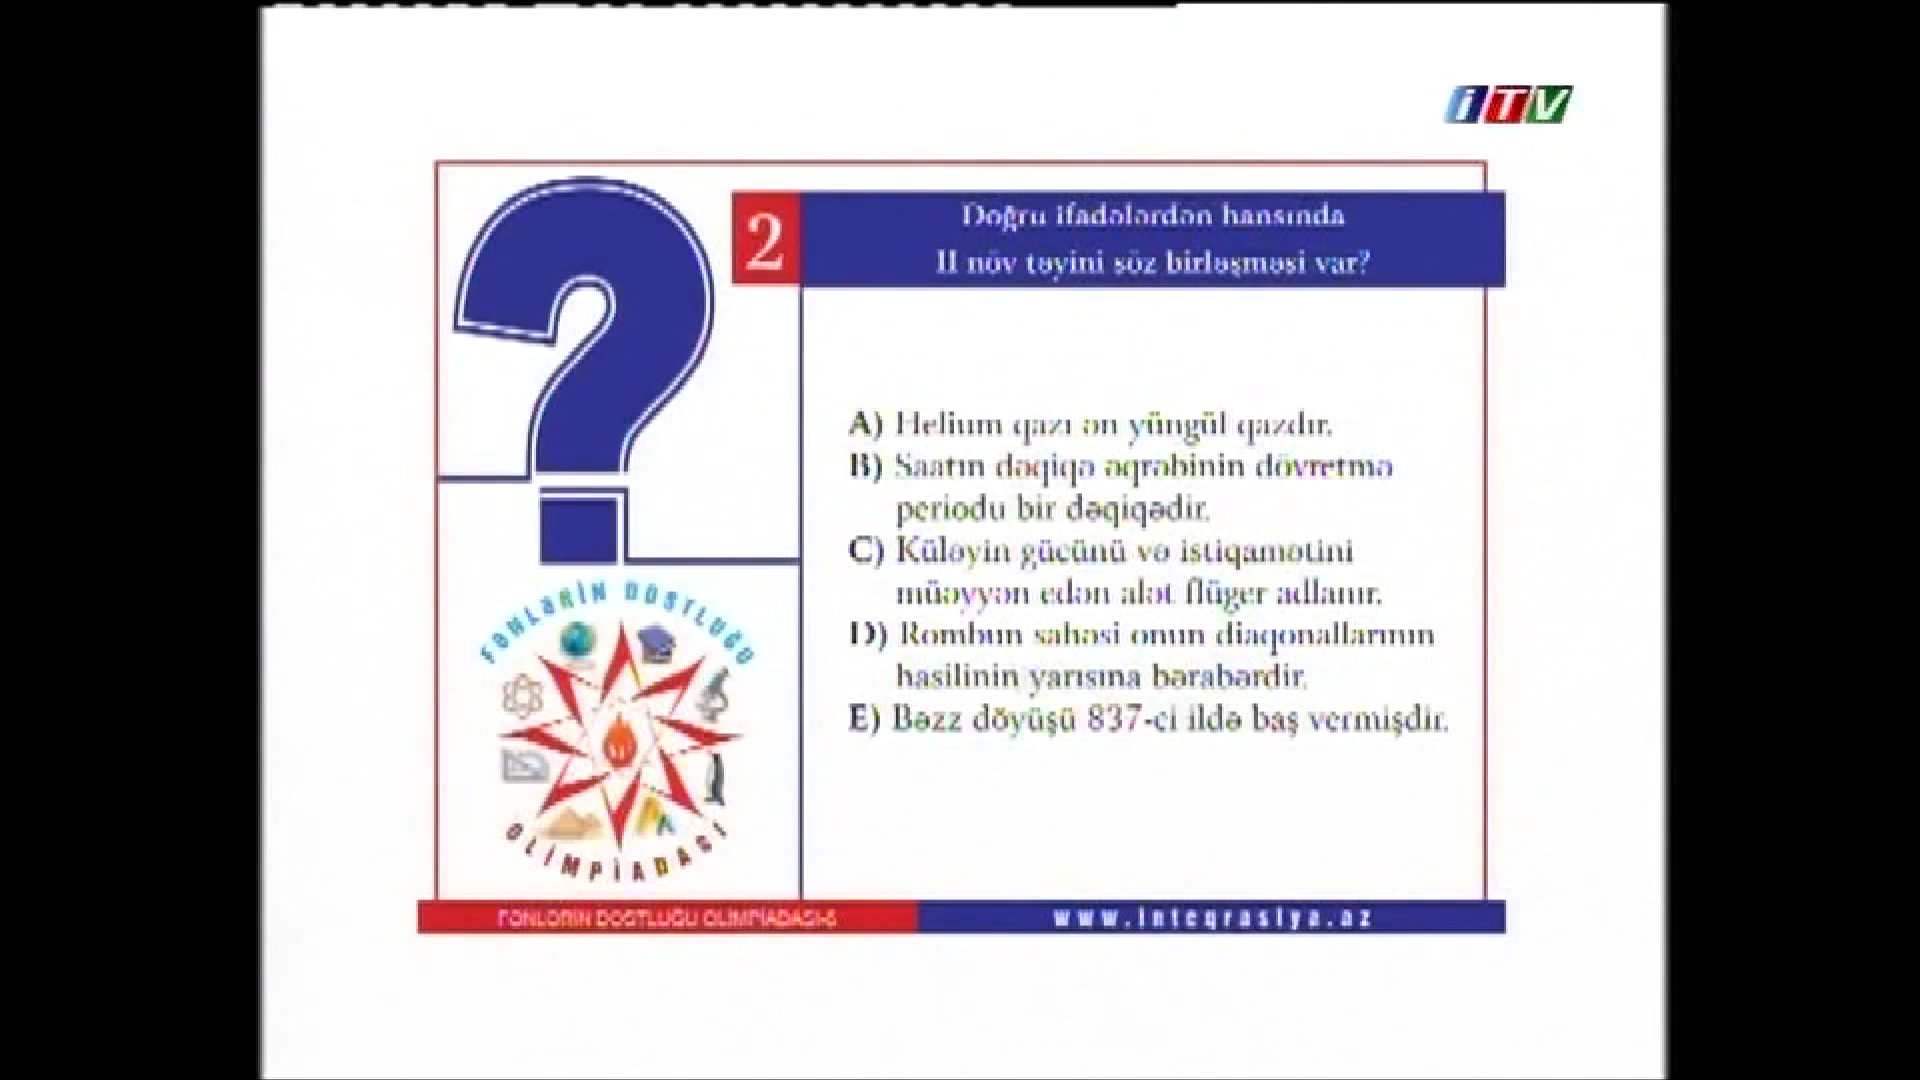 iTV
2
Doğru ifadələrdən hansında
II növ təyini söz birləşməsi var?
A) Helium qazı ən yüngül qazdır.
B) Saatın dəqiqə əqrəbinin dövretmə
periodu bir dəqiqədir.
C) Küləyin gücünü və istiqamətini
müəyyən edən alət flüger adlanır.
D) Rombun sahəsi onun diaqonallarının
hasilinin yarısına bərabərdir.
E) Bəzz döyüşü 837-ci ildə baş vermişdir.
FƏNLƏRİN DOSTLUĞU
OLİMPİADASI
FƏNLƏRİN DOSTLUĞU OLİMPİADASI-6
www.inteqrasiya.az